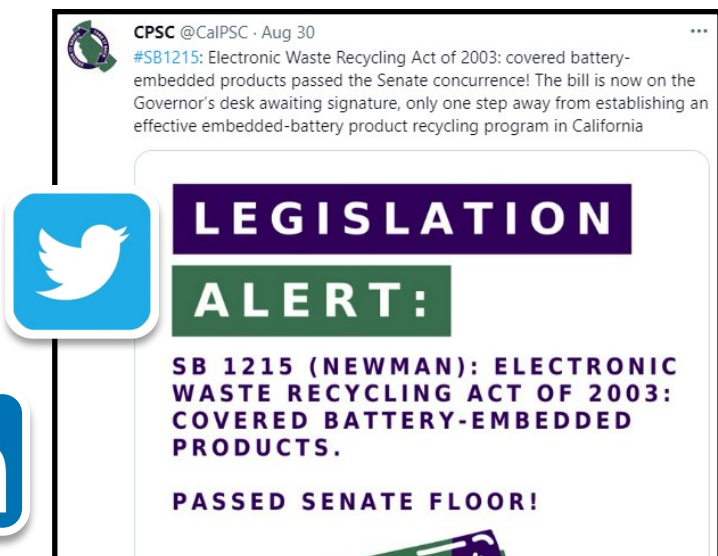 CPSC @CalPSC · Aug 30
#SB1215: Electronic Waste Recycling Act of 2003: covered battery-
embedded products passed the Senate concurrence! The bill is now on the
Governor's desk awaiting signature, only one step away from establishing an
effective embedded-battery product recycling program in California
LEGISLATION
ALERT:
SB 1215 (NEWMAN): ELECTRONIC
WASTE RECYCLING ACT OF 2003:
COVERED BATTERY-EMBEDDED
PRODUCTS.
PASSED SENATE FLOOR!